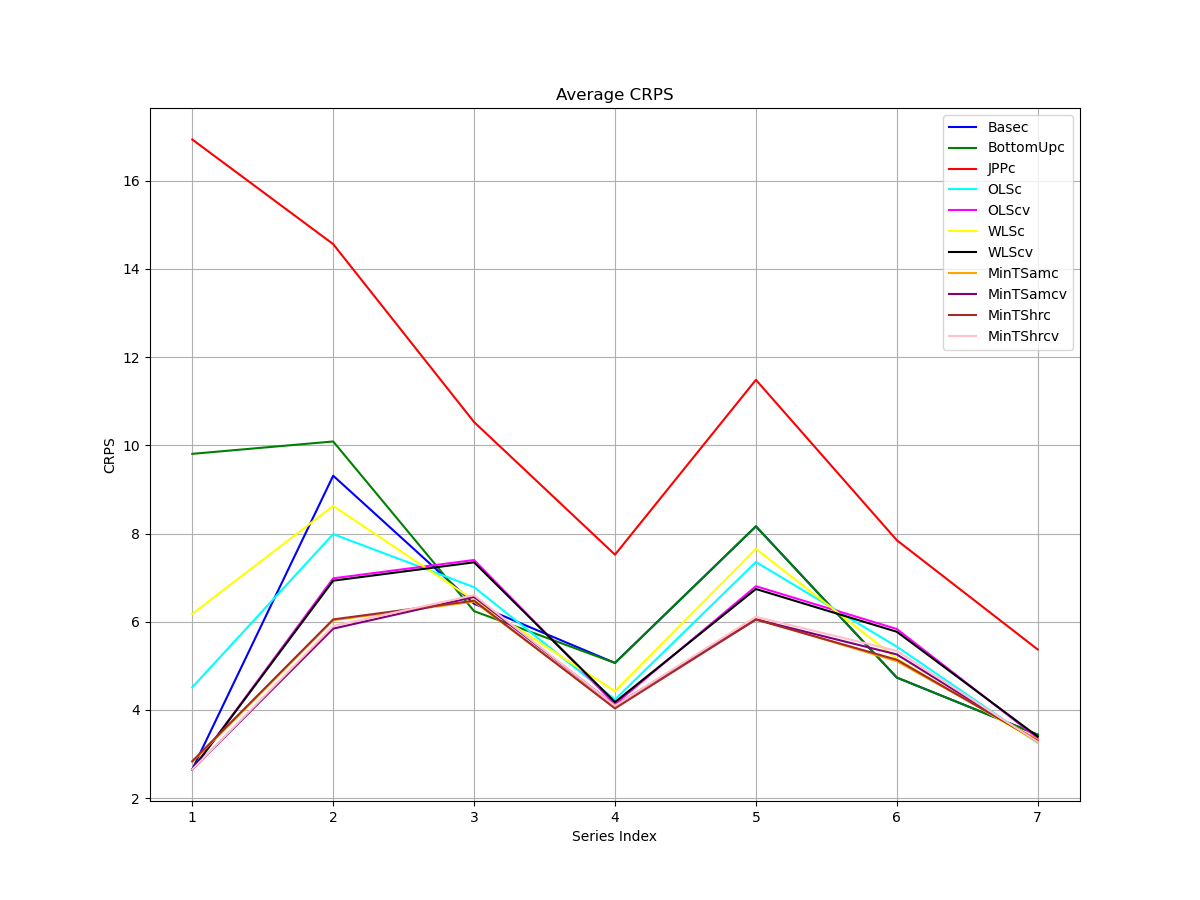 Average CRPS
Basec
BottomUpc
JPPc
OLSc
OLScv
WLSc
WLScv
MinTSamc
MinTSamcv
MinTShrc
MinTShrcv
CRPS
16
14
12
10
8
6
4
2
1 2 3 4 5 6 7
Series Index